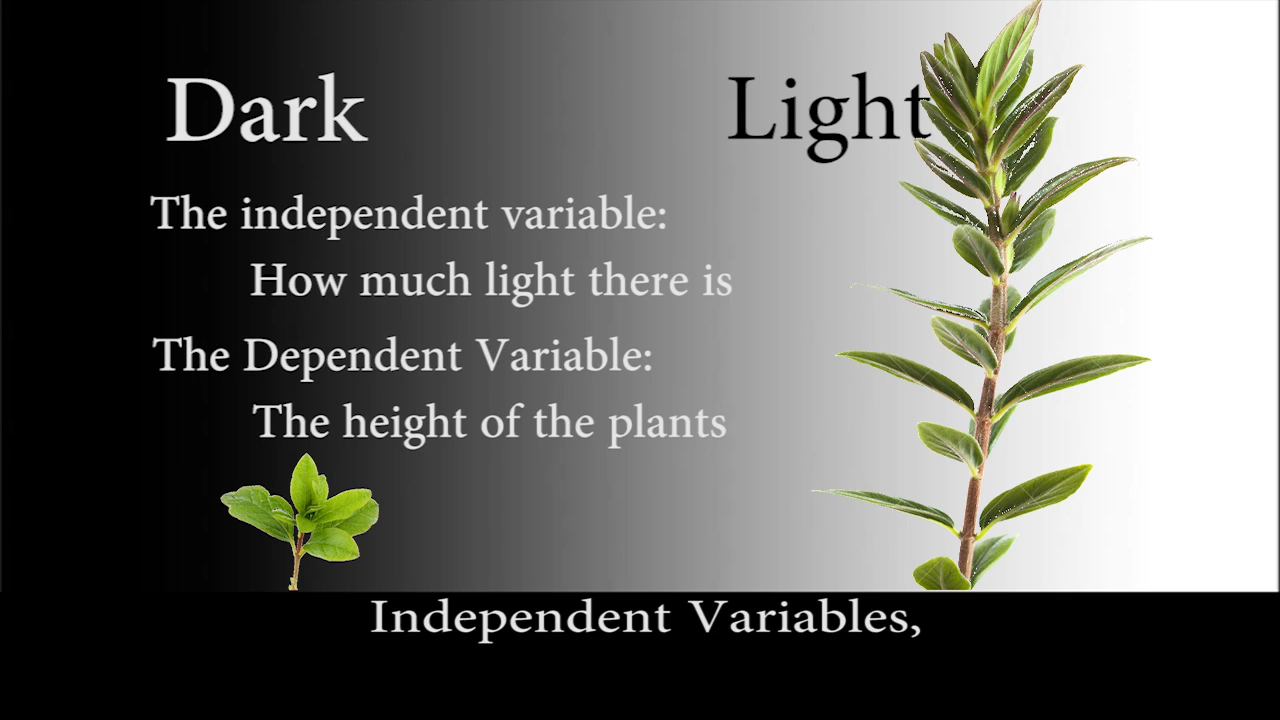 Dark
Light
The independent variable:
How much light there is
The Dependent Variable:
The height of the plants
Independent Variables,